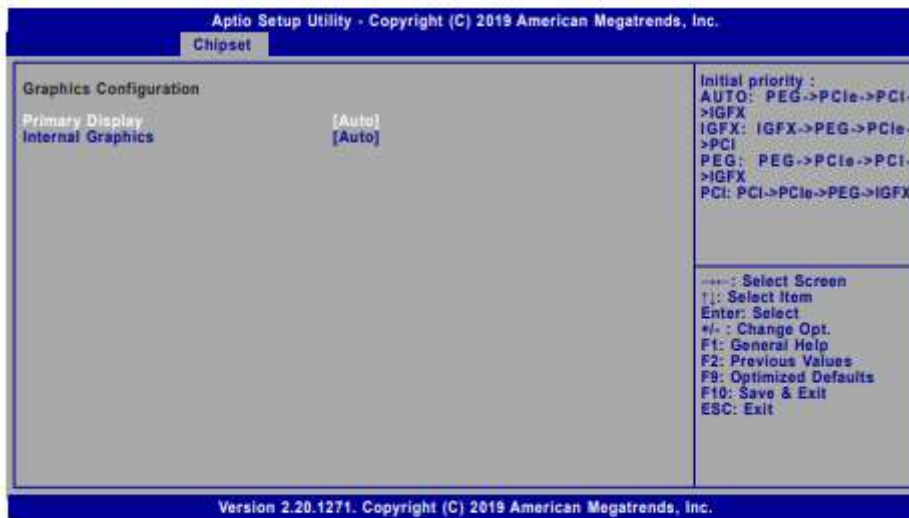 Aptio Setup Utility - Copyright (C) 2019 American Megatrends, Inc.
Chipset
Graphics Configuration
Primary Display [Auto]
Internal Graphics [Auto]
Initial priority :
AUTO: PEG->PCIe->PCI-
>IGFX
IGFX: IGFX->PEG->PCIe-
>PCI
PEG: PEG->PCIe->PCI-
>IGFX
PCI: PCI->PCIe->PEG->IGFX
→←: Select Screen
↑↓: Select Item
Enter: Select
+/- : Change Opt.
F1: General Help
F2: Previous Values
F9: Optimized Defaults
F10: Save & Exit
ESC: Exit
Version 2.20.1271. Copyright (C) 2019 American Megatrends, Inc.